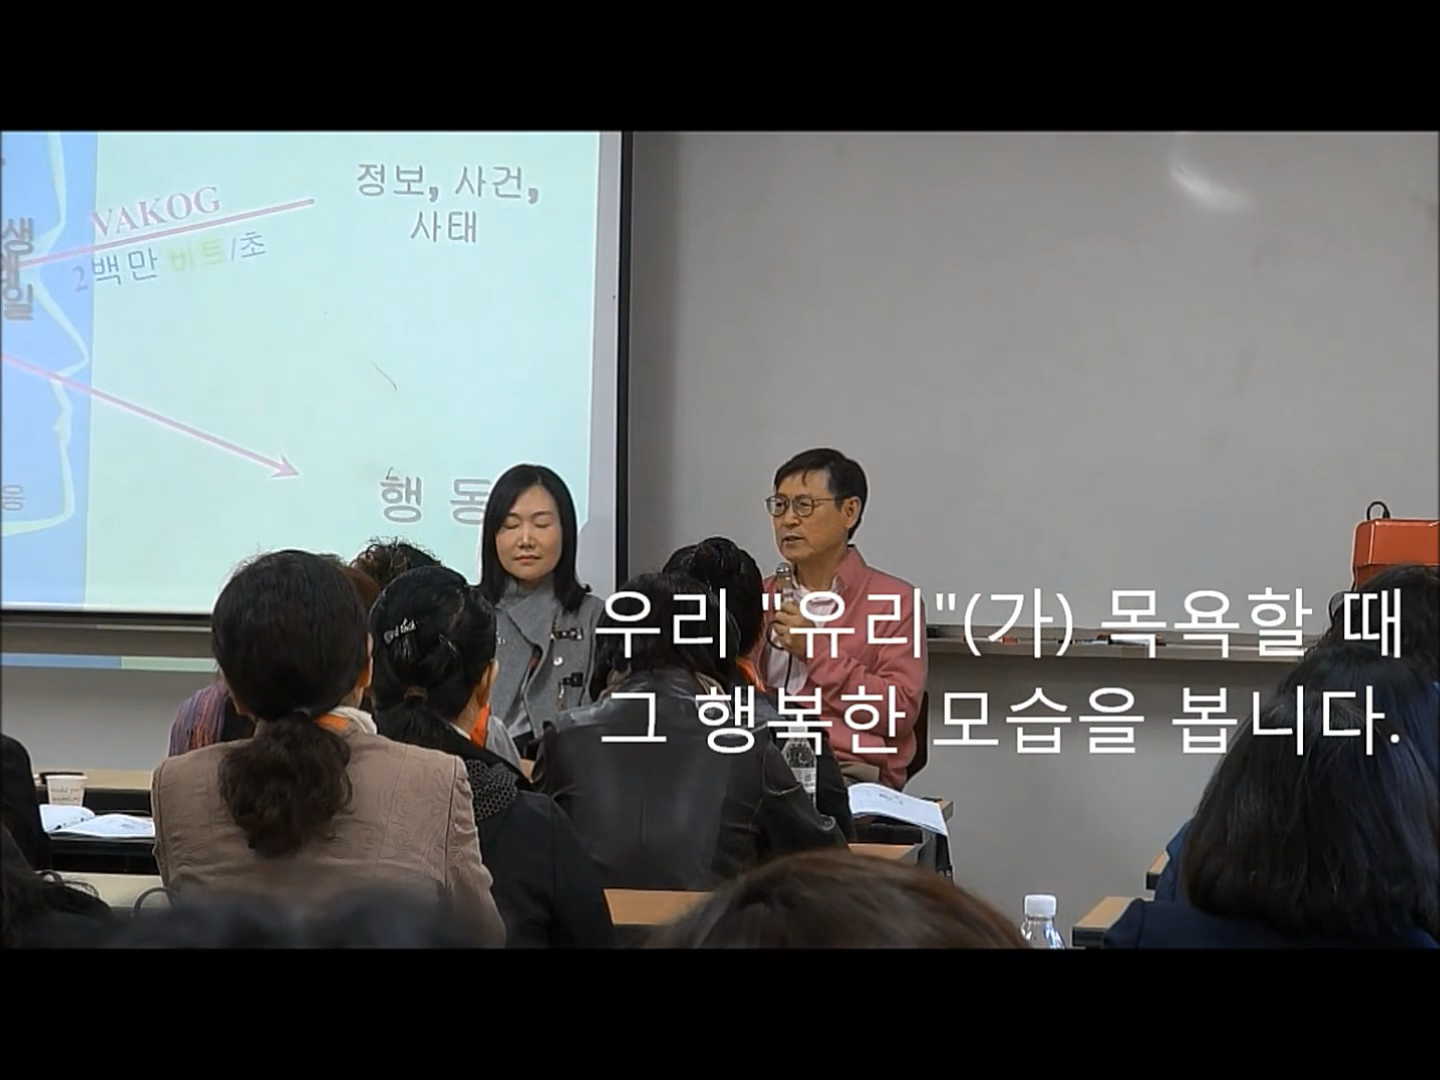 정보, 사건,
사태
VAKOG
2백만 비트/초
행 동
우리 "유리"(가) 목욕할 때
그 행복한 모습을 봅니다.